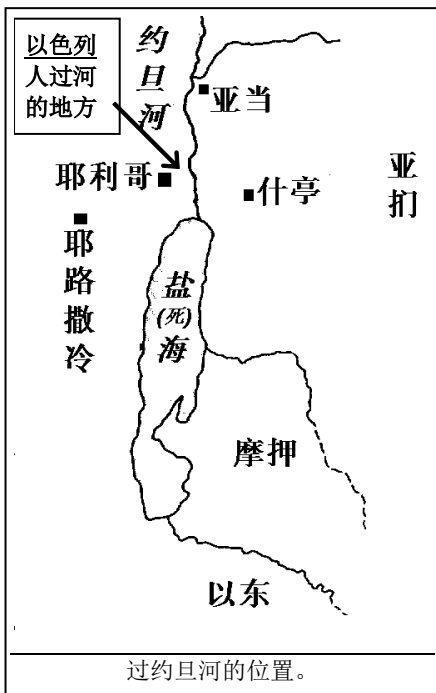 以色列
人过河
的地方
约旦河
亚当
耶利哥
什亭
亚扪
耶路撒冷
盐(死)海
摩押
以东
过约旦河的位置。